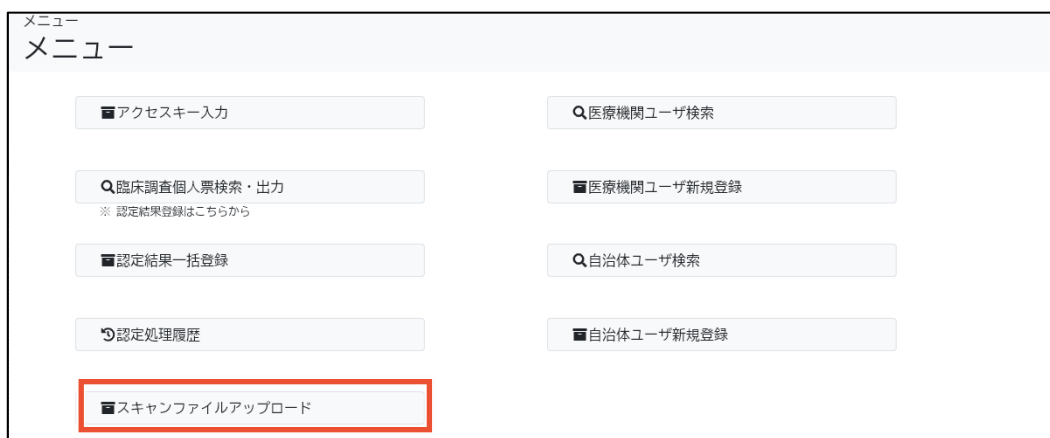 メニュー
メニュー
アクセスキー入力
医療機関ユーザ検索
臨床調査個人票検索・出力
※ 認定結果登録はこちらから
医療機関ユーザ新規登録
認定結果一括登録
自治体ユーザ検索
認定処理履歴
自治体ユーザ新規登録
スキャンファイルアップロード